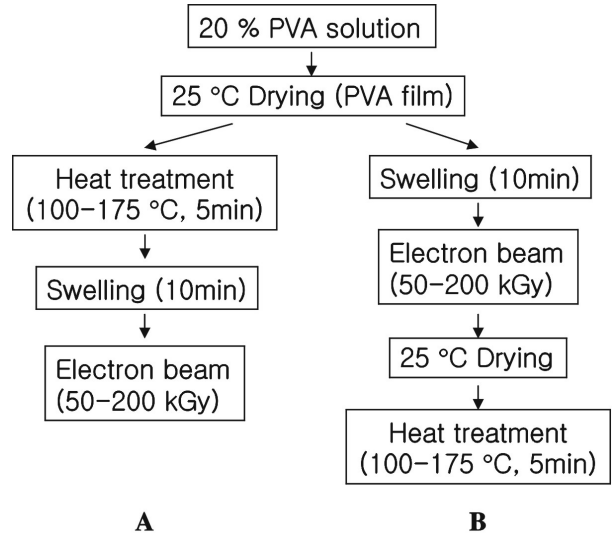 20 % PVA solution
25 °C Drying (PVA film)
Heat treatment
(100-175 °C, 5min)
Swelling (10min)
Electron beam
(50-200 kGy)
A
Swelling (10min)
Electron beam
(50-200 kGy)
25 °C Drying
Heat treatment
(100-175 °C, 5min)
B